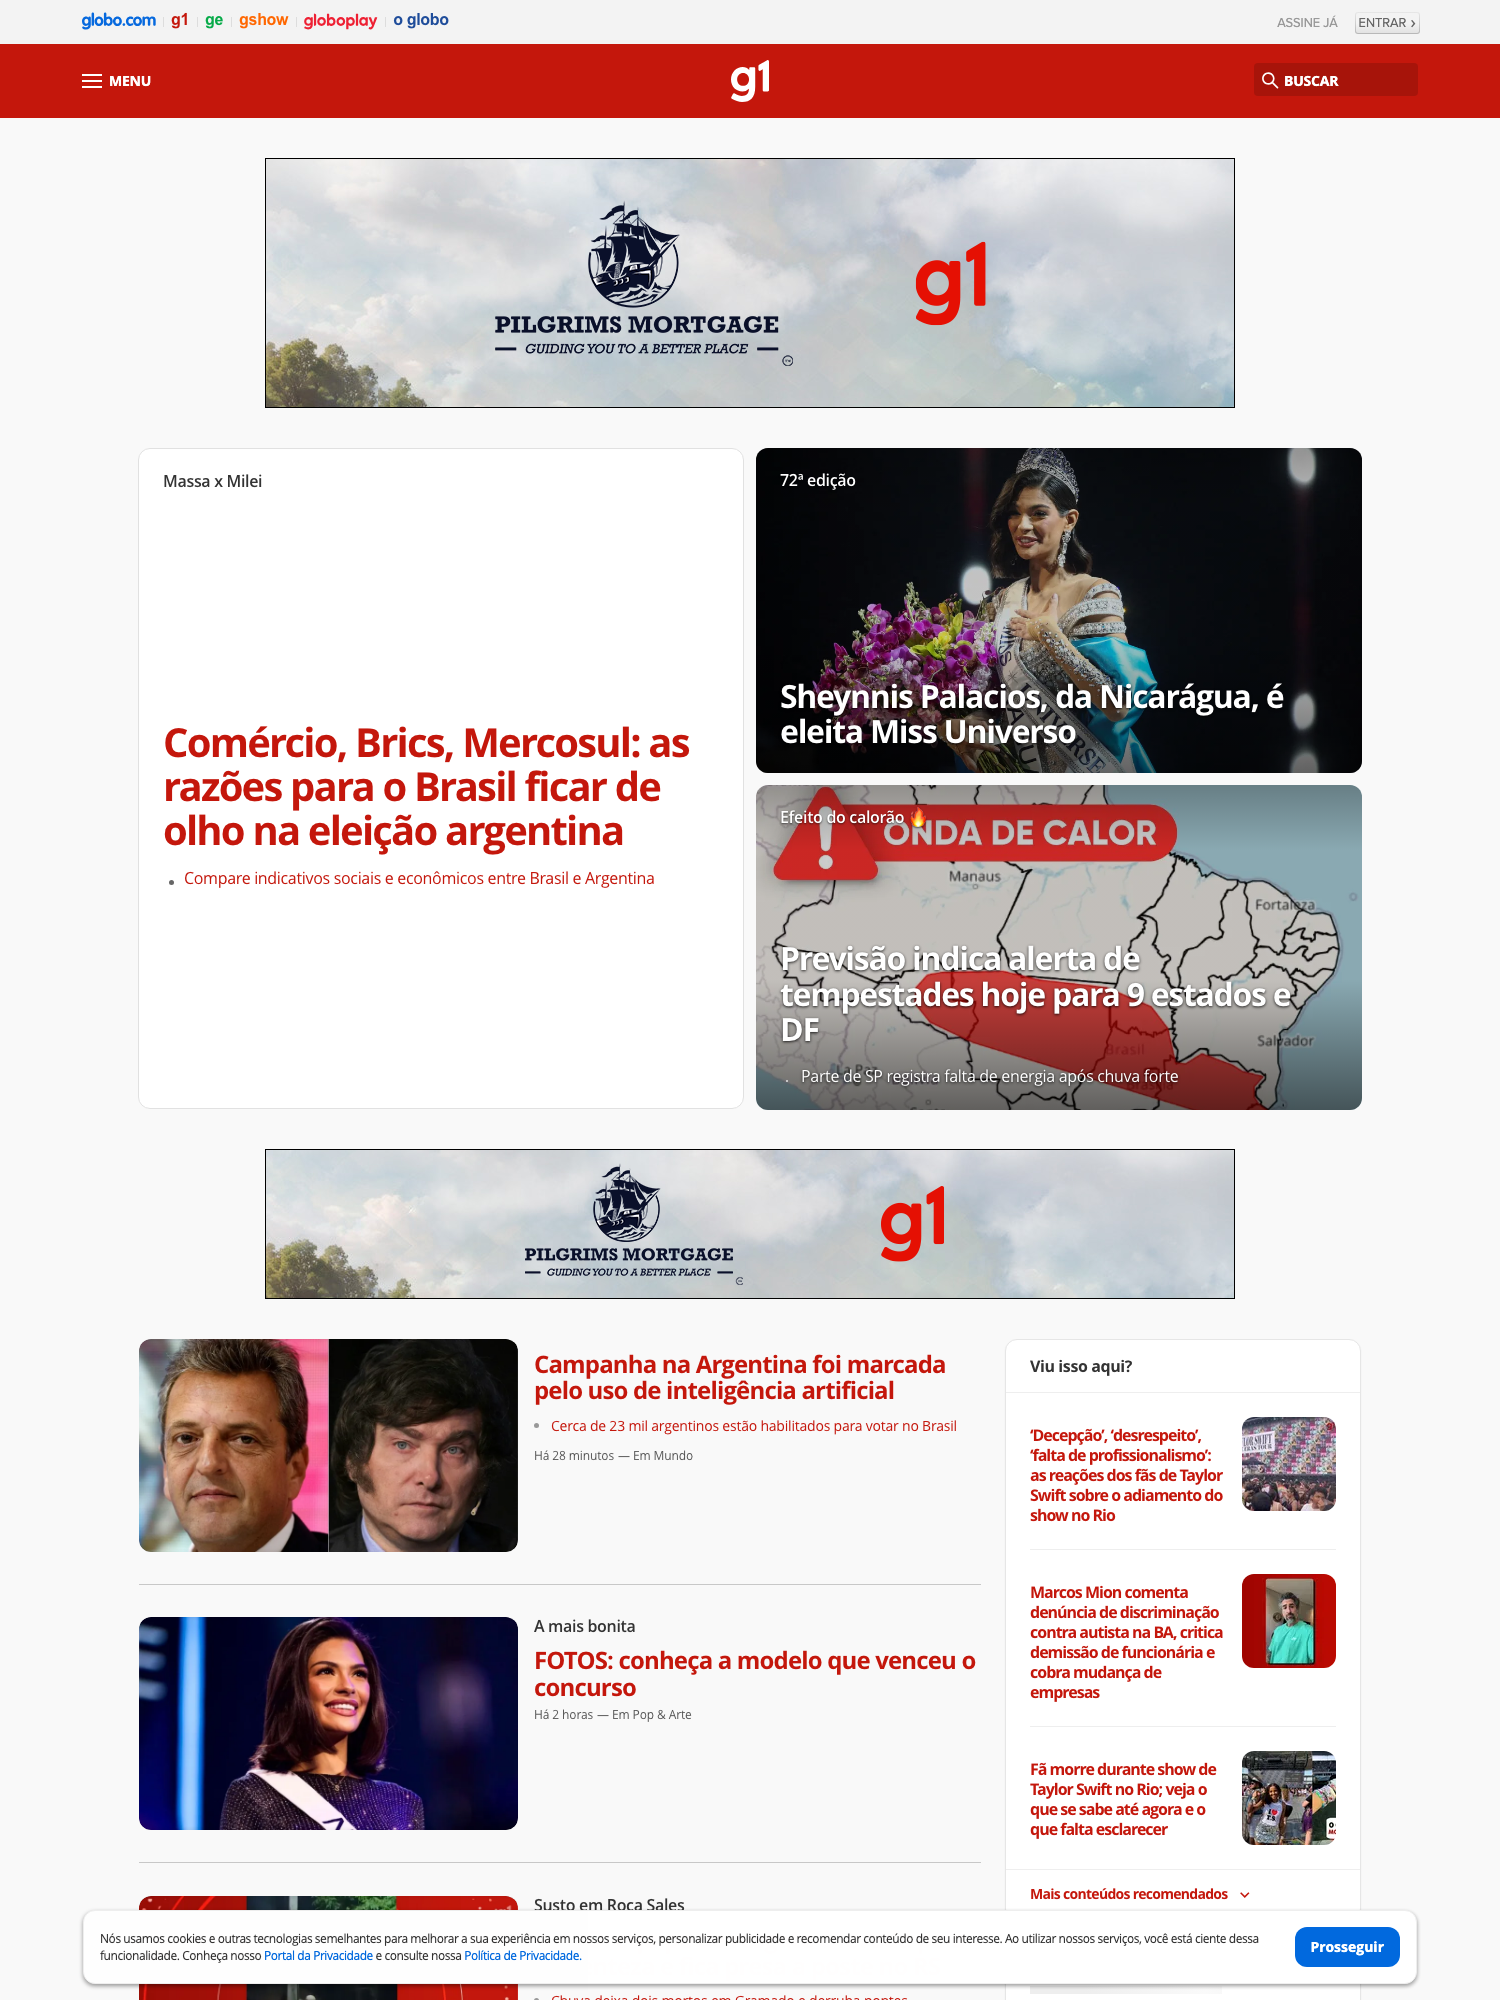 globo.com g1 ge gshow globoplay o globo
ASSINE JÁ ENTRAR ›
MENU
g1
BUSCAR
PILGRIMS MORTGAGE
GUIDING YOU TO A BETTER PLACE
g1
Massa x Milei
Comércio, Brics, Mercosul: as
razões para o Brasil ficar de
olho na eleição argentina
Compare indicativos sociais e econômicos entre Brasil e Argentina
72ª edição
Sheynnis Palacios, da Nicarágua, é
eleita Miss Universo
Efeito do calorão 🔥
ONDA DE CALOR
Manaus
Fortaleza
Previsão indica alerta de
tempestades hoje para 9 estados e
DF
Salvador
Brasil
Parte de SP registra falta de energia após chuva forte
PILGRIMS MORTGAGE
GUIDING YOU TO A BETTER PLACE
g1
Campanha na Argentina foi marcada
pelo uso de inteligência artificial
Cerca de 23 mil argentinos estão habilitados para votar no Brasil
Há 28 minutos — Em Mundo
A mais bonita
FOTOS: conheça a modelo que venceu o
concurso
Há 2 horas — Em Pop & Arte
Susto em Roca Sales
Chuva deixa dois mortos em Gramado e derruba pontes
Viu isso aqui?
‘Decepção’, ‘desrespeito’,
‘falta de profissionalismo’:
as reações dos fãs de Taylor
Swift sobre o adiamento do
show no Rio
Marcos Mion comenta
denúncia de discriminação
contra autista na BA, critica
demissão de funcionária e
cobra mudança de
empresas
Fã morre durante show de
Taylor Swift no Rio; veja o
que se sabe até agora e o
que falta esclarecer
Mais conteúdos recomendados
Nós usamos cookies e outras tecnologias semelhantes para melhorar a sua experiência em nossos serviços, personalizar publicidade e recomendar conteúdo de seu interesse. Ao utilizar nossos serviços, você está ciente dessa
funcionalidade. Conheça nosso Portal da Privacidade e consulte nossa Política de Privacidade.
Prosseguir